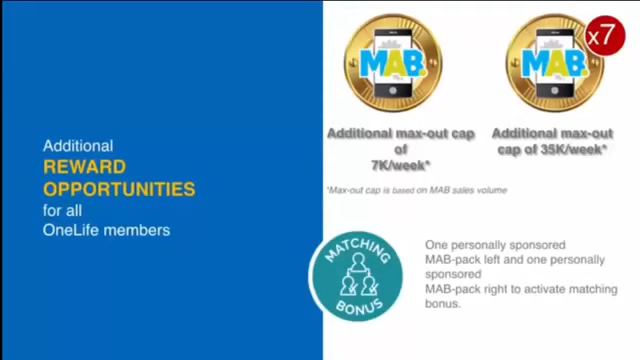 Additional
REWARD
OPPORTUNITIES
for all
OneLife members
MAB.
Additional max-out cap
of
7K/week*
x7
MAB.
Additional max-out
cap of 35K/week*
*Max-out cap is based on MAB sales volume
MATCHING
BONUS
One personally sponsored
MAB-pack left and one personally
sponsored
MAB-pack right to activate matching
bonus.